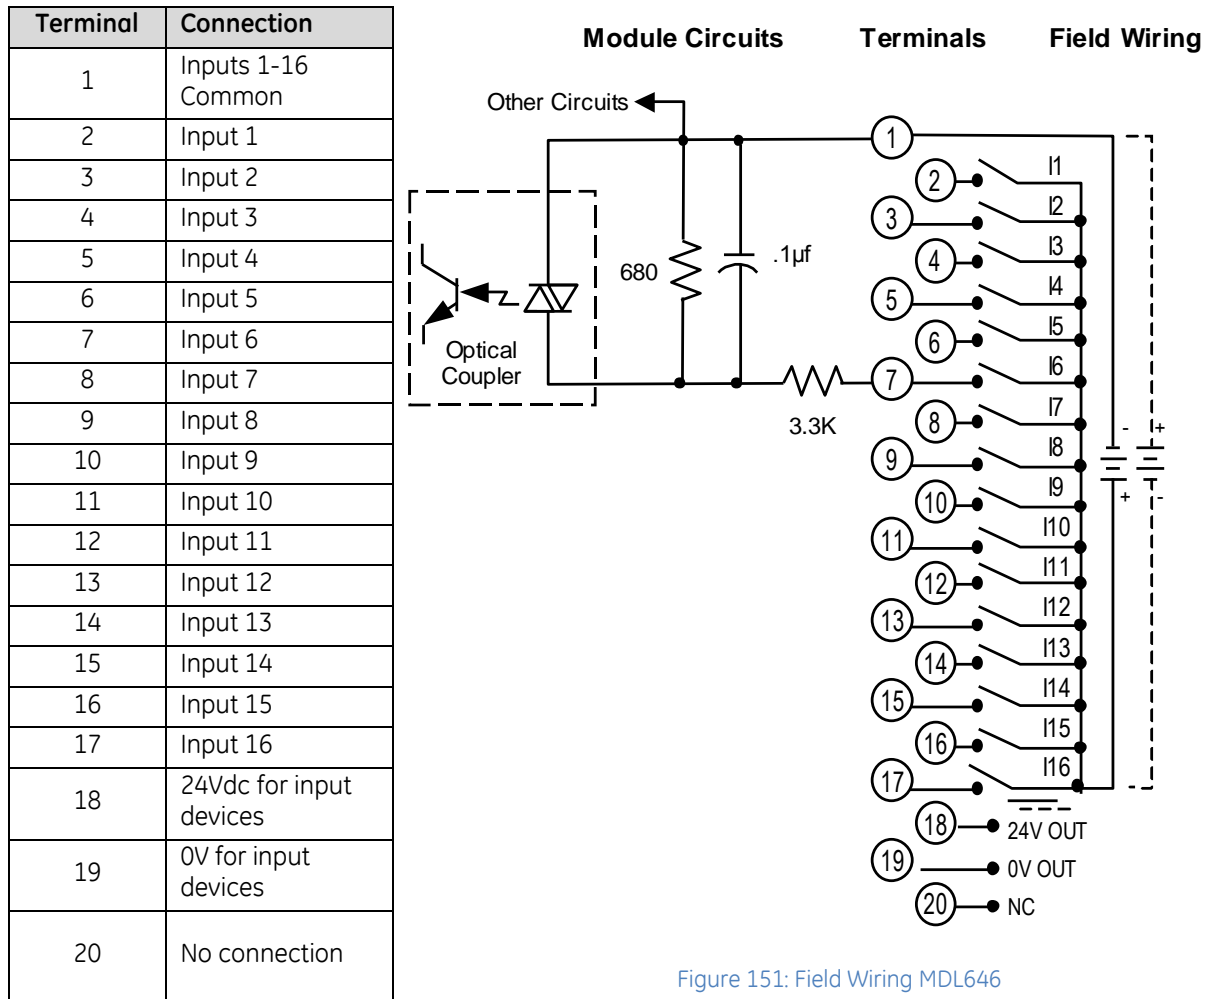 Terminal Connection
1 Inputs 1-16
Common
2 Input 1
3 Input 2
4 Input 3
5 Input 4
6 Input 5
7 Input 6
8 Input 7
9 Input 8
10 Input 9
11 Input 10
12 Input 11
13 Input 12
14 Input 13
15 Input 14
16 Input 15
17 Input 16
18 24Vdc for input
devices
19 0V for input
devices
20 No connection
Module Circuits Terminals Field Wiring
Other Circuits
1
2 I1
3 I2
4 I3
5 I4
6 I5
7 I6
8 I7
9 I8
10 I9
11 I10
12 I11
13 I12
14 I13
15 I14
16 I15
17 I16
18 24V OUT
19 0V OUT
20 NC
680
.1µf
Optical
Coupler
3.3K
- +
+ -
Figure 151: Field Wiring MDL646